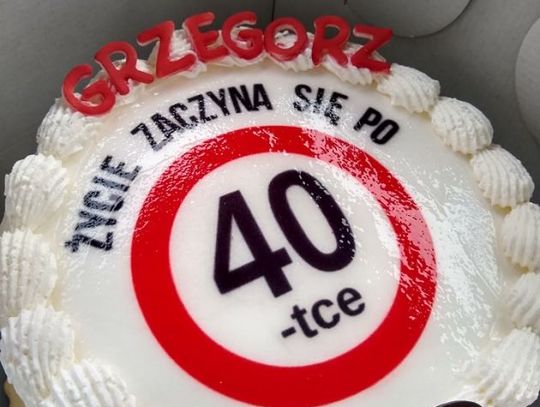 GRZEGORZ
ŻYCIE ZACZYNA SIĘ PO
40
-tce